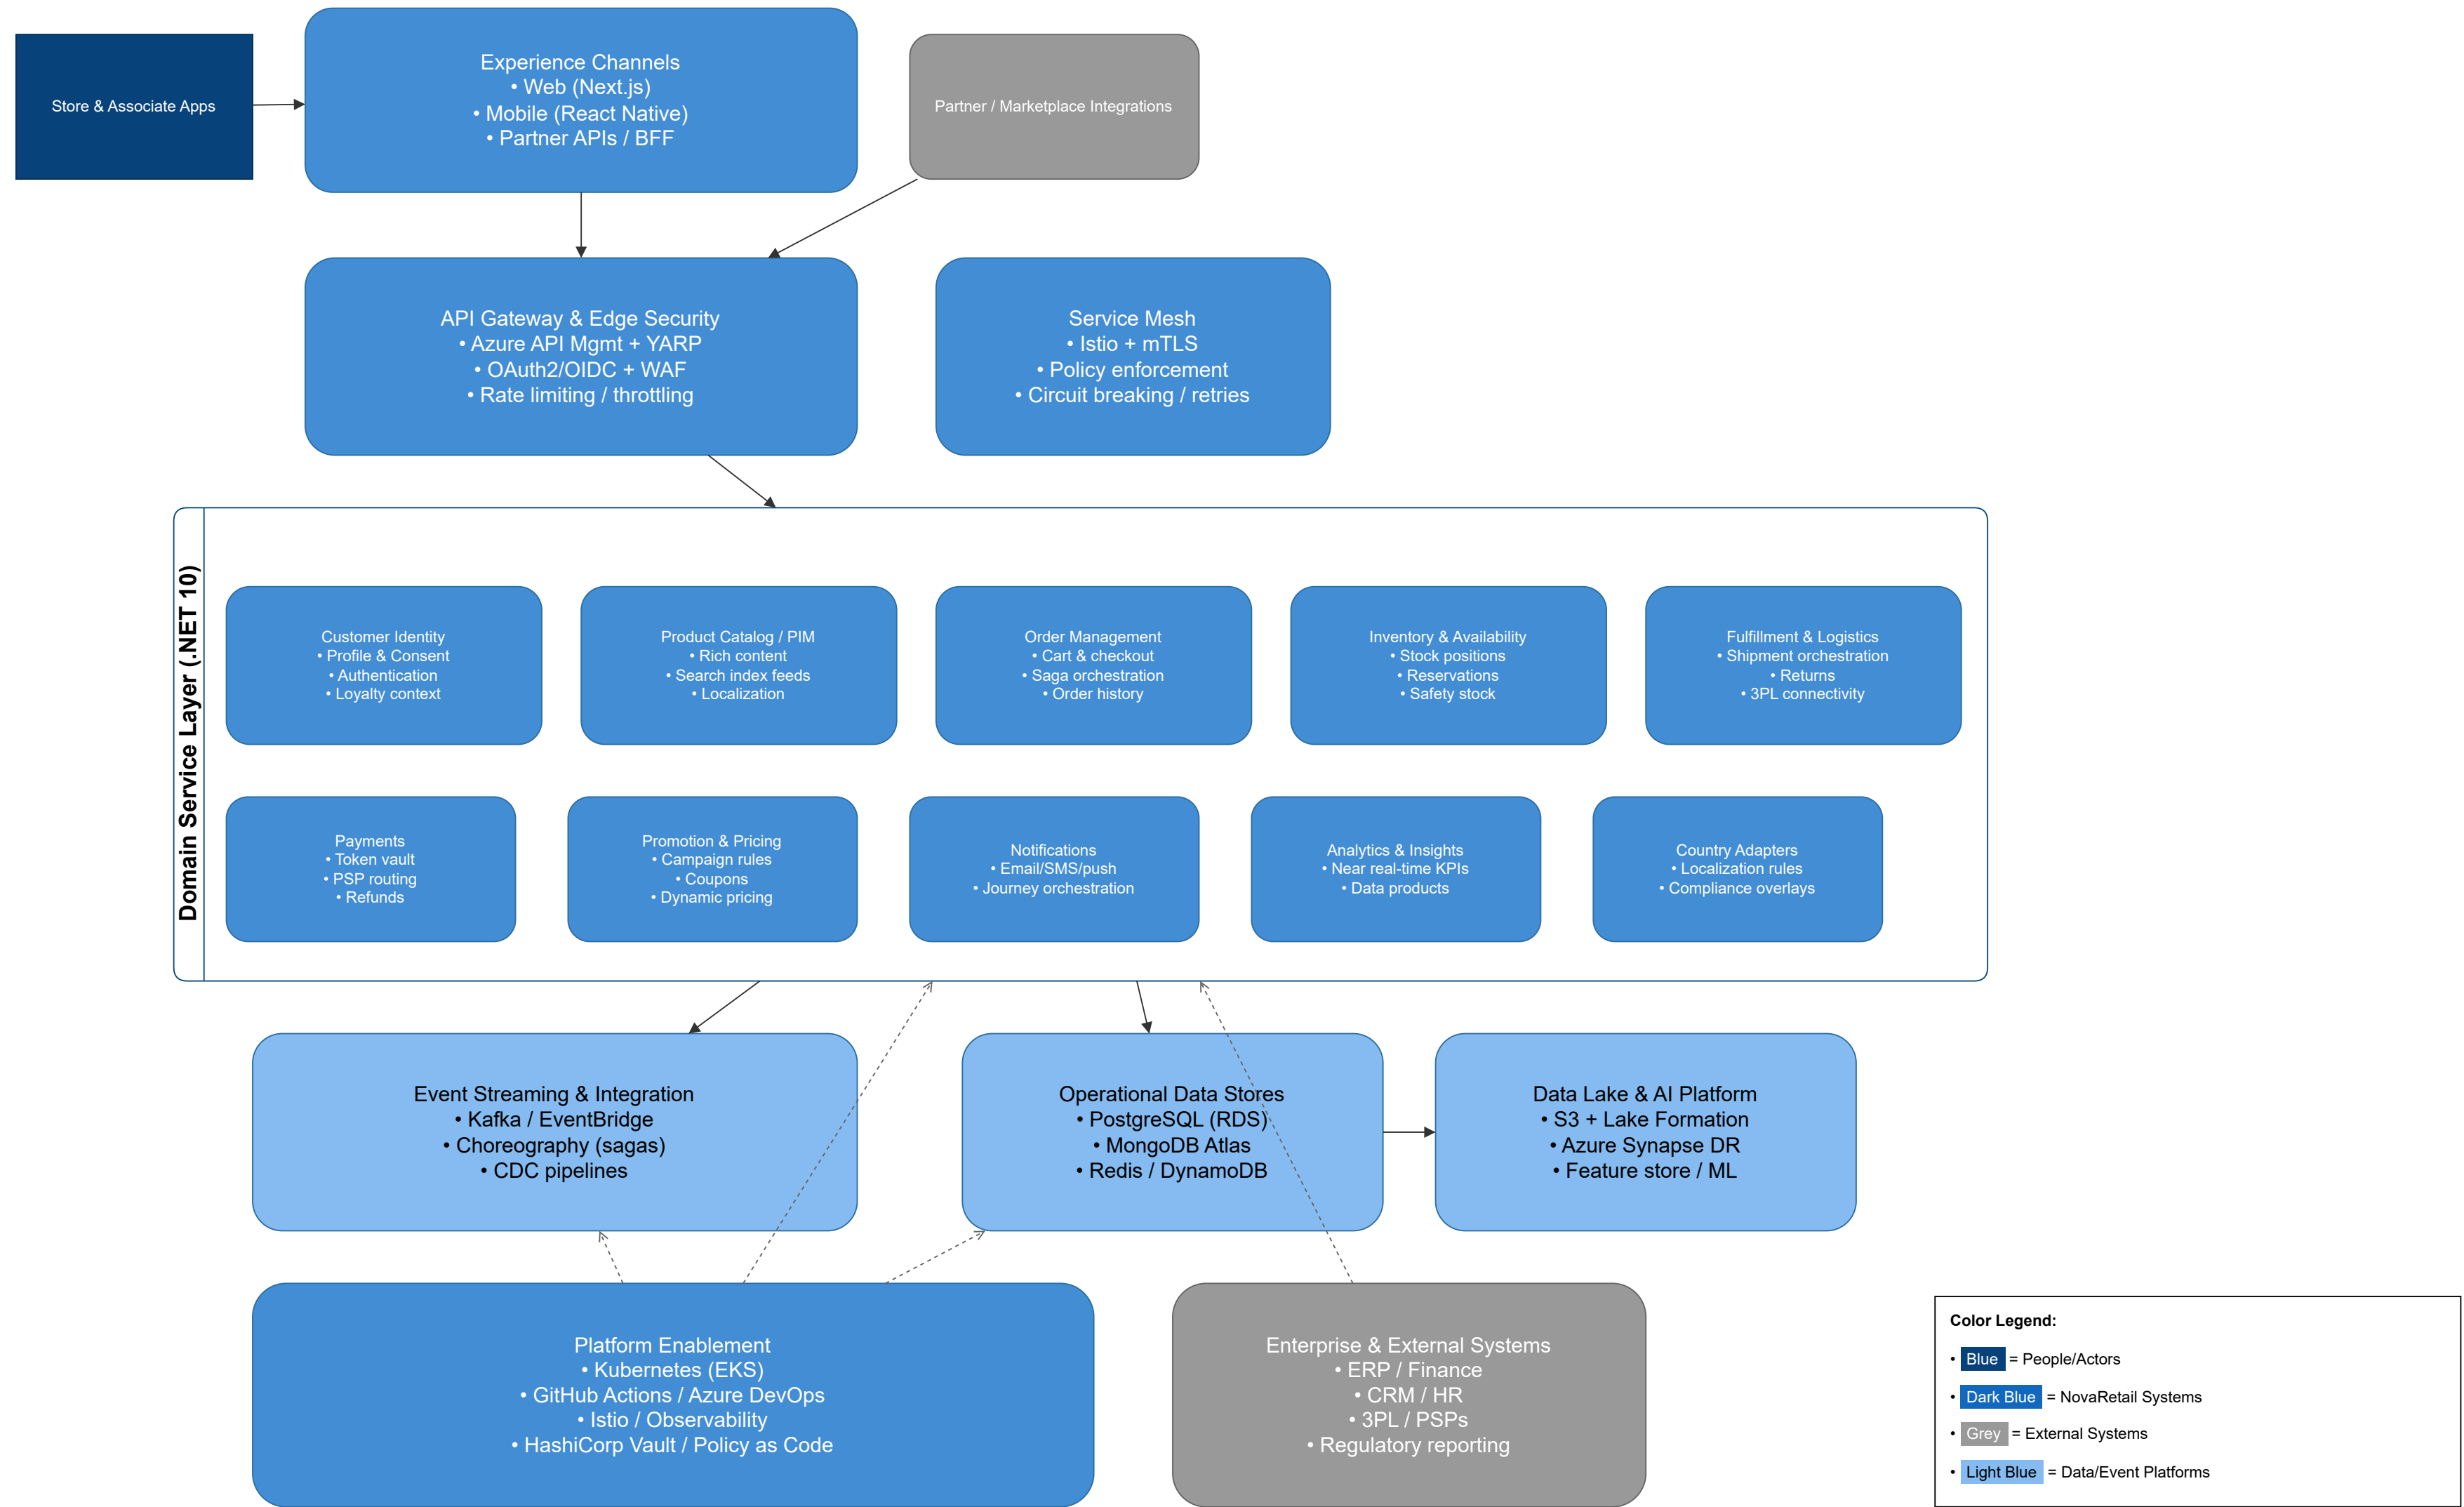 Store & Associate Apps
Experience Channels
• Web (Next.js)
• Mobile (React Native)
• Partner APIs / BFF
Partner / Marketplace Integrations
API Gateway & Edge Security
• Azure API Mgmt + YARP
• OAuth2/OIDC + WAF
• Rate limiting / throttling
Service Mesh
• Istio + mTLS
• Policy enforcement
• Circuit breaking / retries
Domain Service Layer (.NET 10)
Customer Identity
• Profile & Consent
• Authentication
• Loyalty context
Product Catalog / PIM
• Rich content
• Search index feeds
• Localization
Order Management
• Cart & checkout
• Saga orchestration
• Order history
Inventory & Availability
• Stock positions
• Reservations
• Safety stock
Fulfillment & Logistics
• Shipment orchestration
• Returns
• 3PL connectivity
Payments
• Token vault
• PSP routing
• Refunds
Promotion & Pricing
• Campaign rules
• Coupons
• Dynamic pricing
Notifications
• Email/SMS/push
• Journey orchestration
Analytics & Insights
• Near real-time KPIs
• Data products
Country Adapters
• Localization rules
• Compliance overlays
Event Streaming & Integration
• Kafka / EventBridge
• Choreography (sagas)
• CDC pipelines
Operational Data Stores
• PostgreSQL (RDS)
• MongoDB Atlas
• Redis / DynamoDB
Data Lake & AI Platform
• S3 + Lake Formation
• Azure Synapse DR
• Feature store / ML
Platform Enablement
• Kubernetes (EKS)
• GitHub Actions / Azure DevOps
• Istio / Observability
• HashiCorp Vault / Policy as Code
Enterprise & External Systems
• ERP / Finance
• CRM / HR
• 3PL / PSPs
• Regulatory reporting
Color Legend:
• Blue = People/Actors
• Dark Blue = NovaRetail Systems
• Grey = External Systems
• Light Blue = Data/Event Platforms